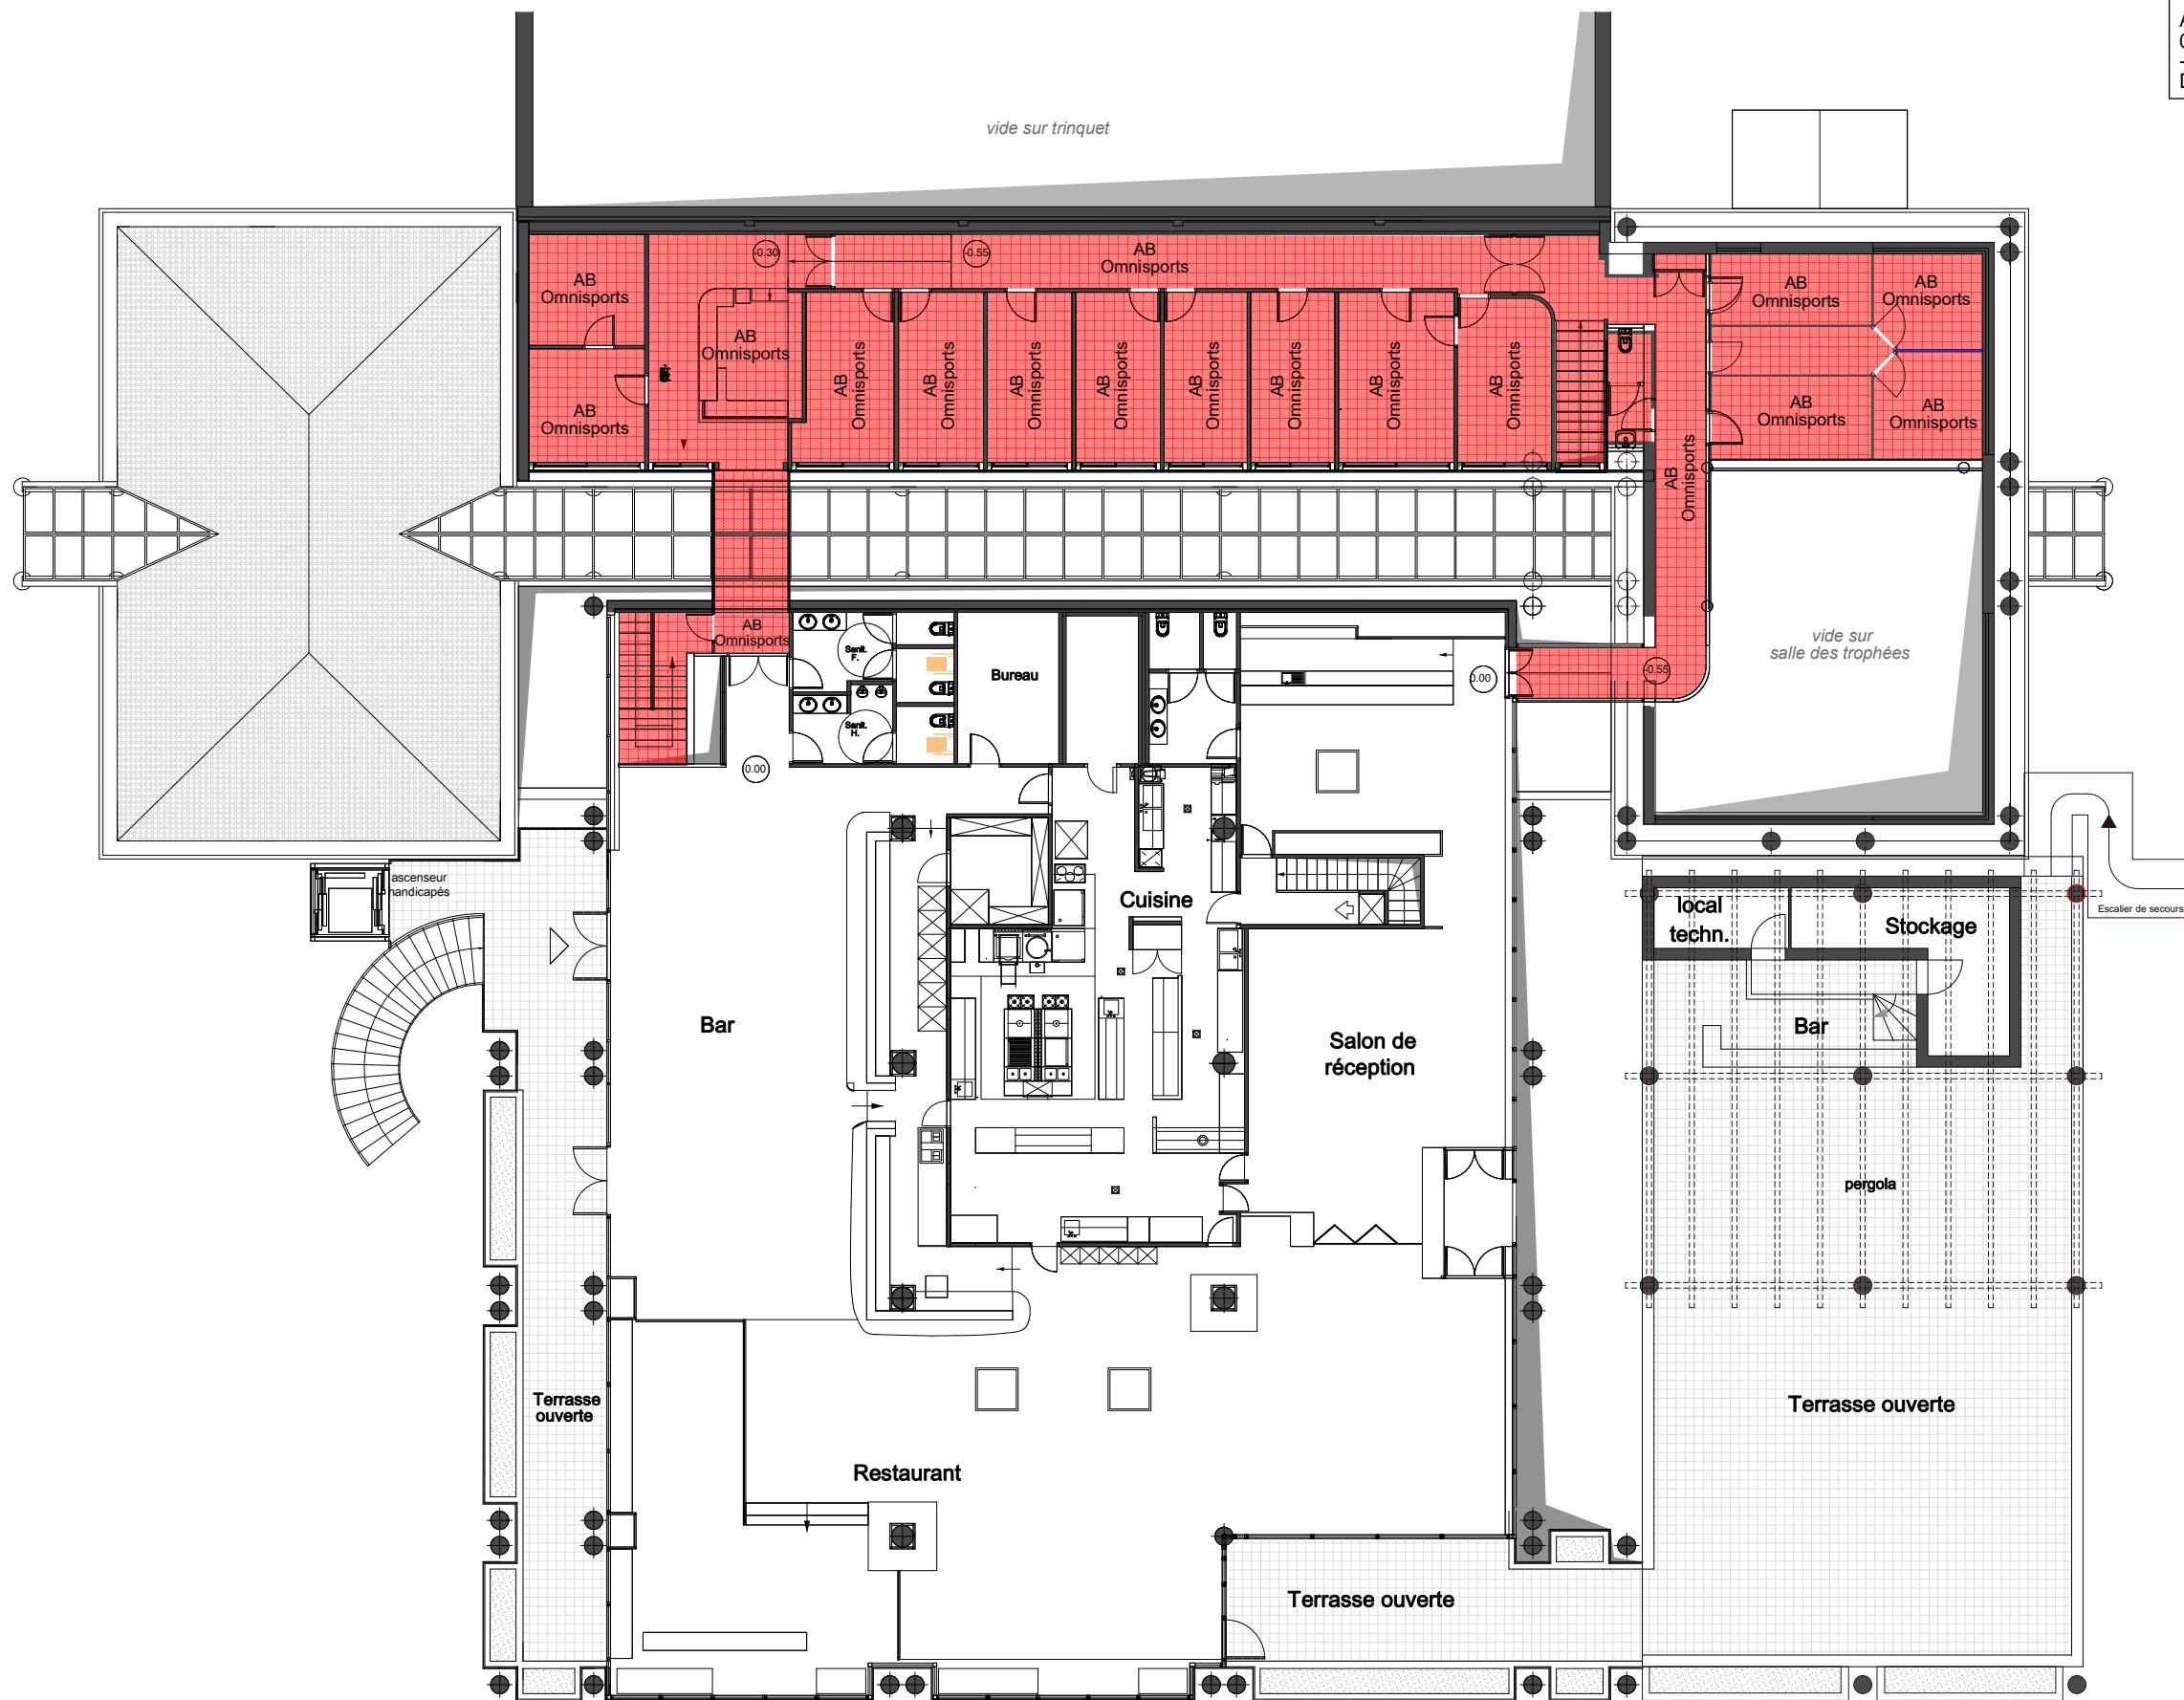 vide sur trinquet
-0.30
-0.55
AB
Omnisports
AB
Omnisports
AB
Omnisports
AB
Omnisports
AB
Omnisports
AB
Omnisports
AB
Omnisports
AB
Omnisports
AB
Omnisports
AB
Omnisports
AB
Omnisports
AB
Omnisports
AB
Omnisports
AB
Omnisports
AB
Omnisports
AB
Omnisports
AB
Omnisports
AB
Omnisports
AB
Omnisports
Sanit.
F.
Sanit.
H.
Bureau
0.00
0.00
-0.55
vide sur
salle des trophées
ascenseur
handicapés
Cuisine
local
techn.
Stockage
Escalier de secours
Bar
Bar
Salon de
réception
pergola
Terrasse
ouverte
Terrasse ouverte
Restaurant
Terrasse ouverte